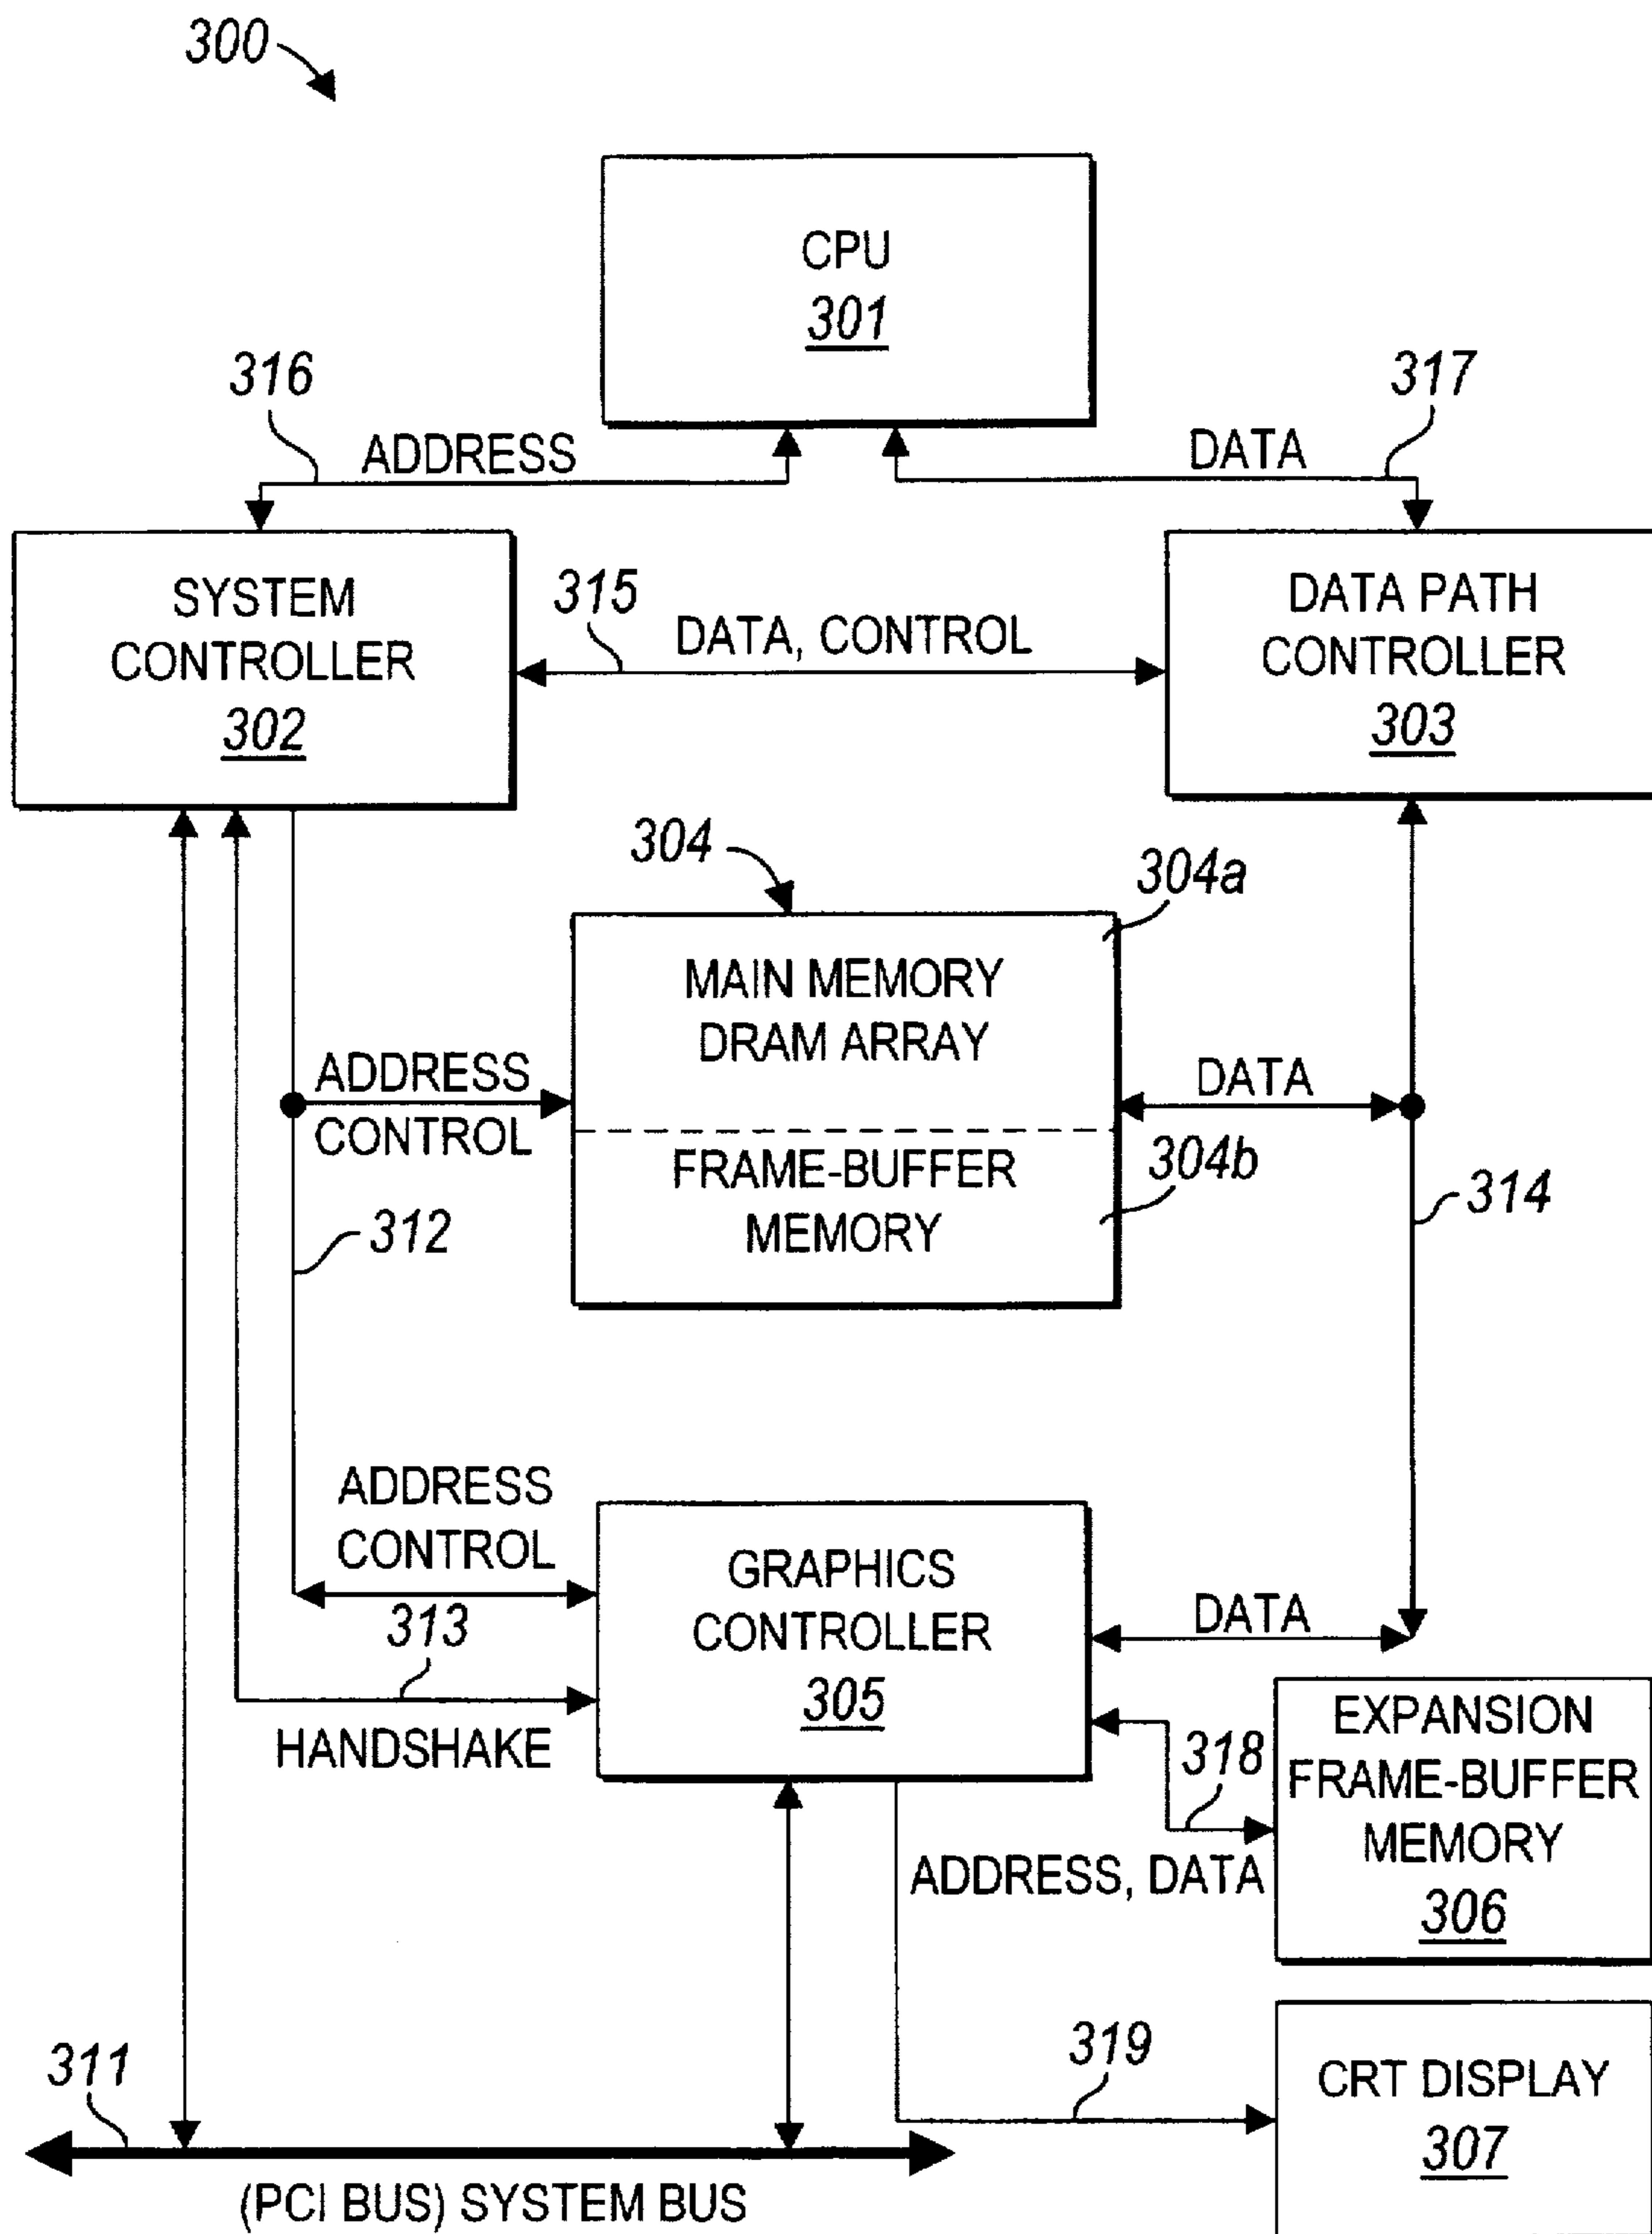 300
CPU
301
316
ADDRESS
DATA
317
SYSTEM
CONTROLLER
302
315
DATA, CONTROL
DATA PATH
CONTROLLER
303
304
304a
MAIN MEMORY
DRAM ARRAY
ADDRESS
CONTROL
DATA
FRAME-BUFFER
MEMORY
304b
312
314
ADDRESS
CONTROL
313
HANDSHAKE
GRAPHICS
CONTROLLER
305
DATA
318
ADDRESS, DATA
EXPANSION
FRAME-BUFFER
MEMORY
306
311
319
CRT DISPLAY
307
(PCI BUS) SYSTEM BUS